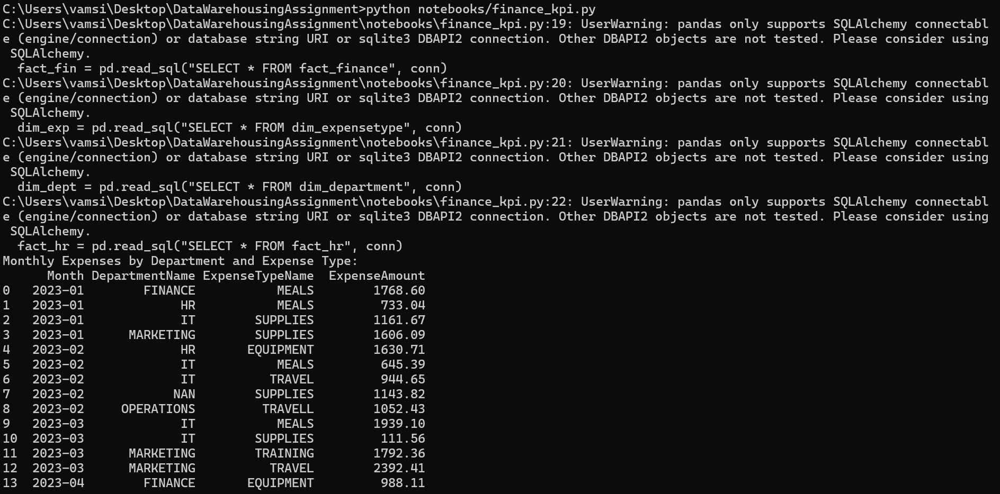 C:\Users\vamsi\Desktop\DataWarehousingAssignment>python notebooks/finance_kpi.py
C:\Users\vamsi\Desktop\DataWarehousingAssignment\notebooks\finance_kpi.py:19: UserWarning: pandas only supports SQLAlchemy connectabl
e (engine/connection) or database string URI or sqlite3 DBAPI2 connection. Other DBAPI2 objects are not tested. Please consider using
 SQLAlchemy.
  fact_fin = pd.read_sql("SELECT * FROM fact_finance", conn)
C:\Users\vamsi\Desktop\DataWarehousingAssignment\notebooks\finance_kpi.py:20: UserWarning: pandas only supports SQLAlchemy connectabl
e (engine/connection) or database string URI or sqlite3 DBAPI2 connection. Other DBAPI2 objects are not tested. Please consider using
 SQLAlchemy.
  dim_exp = pd.read_sql("SELECT * FROM dim_expensetype", conn)
C:\Users\vamsi\Desktop\DataWarehousingAssignment\notebooks\finance_kpi.py:21: UserWarning: pandas only supports SQLAlchemy connectabl
e (engine/connection) or database string URI or sqlite3 DBAPI2 connection. Other DBAPI2 objects are not tested. Please consider using
 SQLAlchemy.
  dim_dept = pd.read_sql("SELECT * FROM dim_department", conn)
C:\Users\vamsi\Desktop\DataWarehousingAssignment\notebooks\finance_kpi.py:22: UserWarning: pandas only supports SQLAlchemy connectabl
e (engine/connection) or database string URI or sqlite3 DBAPI2 connection. Other DBAPI2 objects are not tested. Please consider using
 SQLAlchemy.
  fact_hr = pd.read_sql("SELECT * FROM fact_hr", conn)
Monthly Expenses by Department and Expense Type:
      Month DepartmentName ExpenseTypeName  ExpenseAmount
0   2023-01        FINANCE           MEALS        1768.60
1   2023-01             HR           MEALS         733.04
2   2023-01             IT        SUPPLIES        1161.67
3   2023-01      MARKETING        SUPPLIES        1606.09
4   2023-02             HR       EQUIPMENT        1630.71
5   2023-02             IT           MEALS         645.39
6   2023-02             IT          TRAVEL         944.65
7   2023-02            NAN        SUPPLIES        1143.82
8   2023-02     OPERATIONS         TRAVELL        1052.43
9   2023-03             IT           MEALS        1939.10
10  2023-03             IT        SUPPLIES         111.56
11  2023-03      MARKETING        TRAINING        1792.36
12  2023-03      MARKETING          TRAVEL        2392.41
13  2023-04        FINANCE       EQUIPMENT         988.11